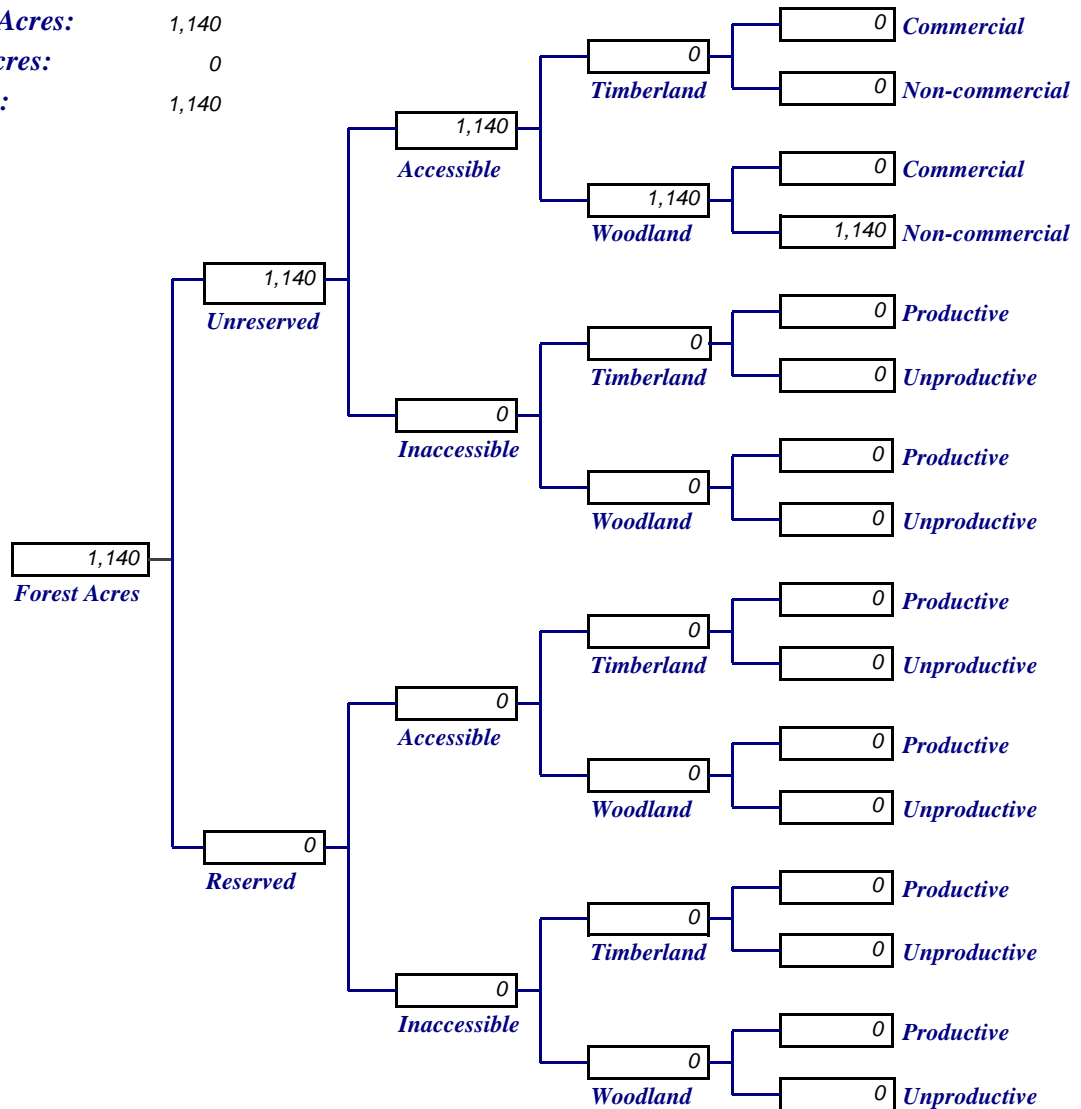 Acres: 1,140
cres: 0
: 1,140
0 Commercial
0
Timberland
0 Non-commercial
1,140
Accessible
0 Commercial
1,140
Woodland
1,140 Non-commercial
1,140
Unreserved
0 Productive
0
Timberland
0 Unproductive
0
Inaccessible
0 Productive
0
Woodland
0 Unproductive
1,140
Forest Acres
0 Productive
0
Timberland
0 Unproductive
0
Accessible
0 Productive
0
Woodland
0 Unproductive
0
Reserved
0 Productive
0
Timberland
0 Unproductive
0
Inaccessible
0 Productive
0
Woodland
0 Unproductive